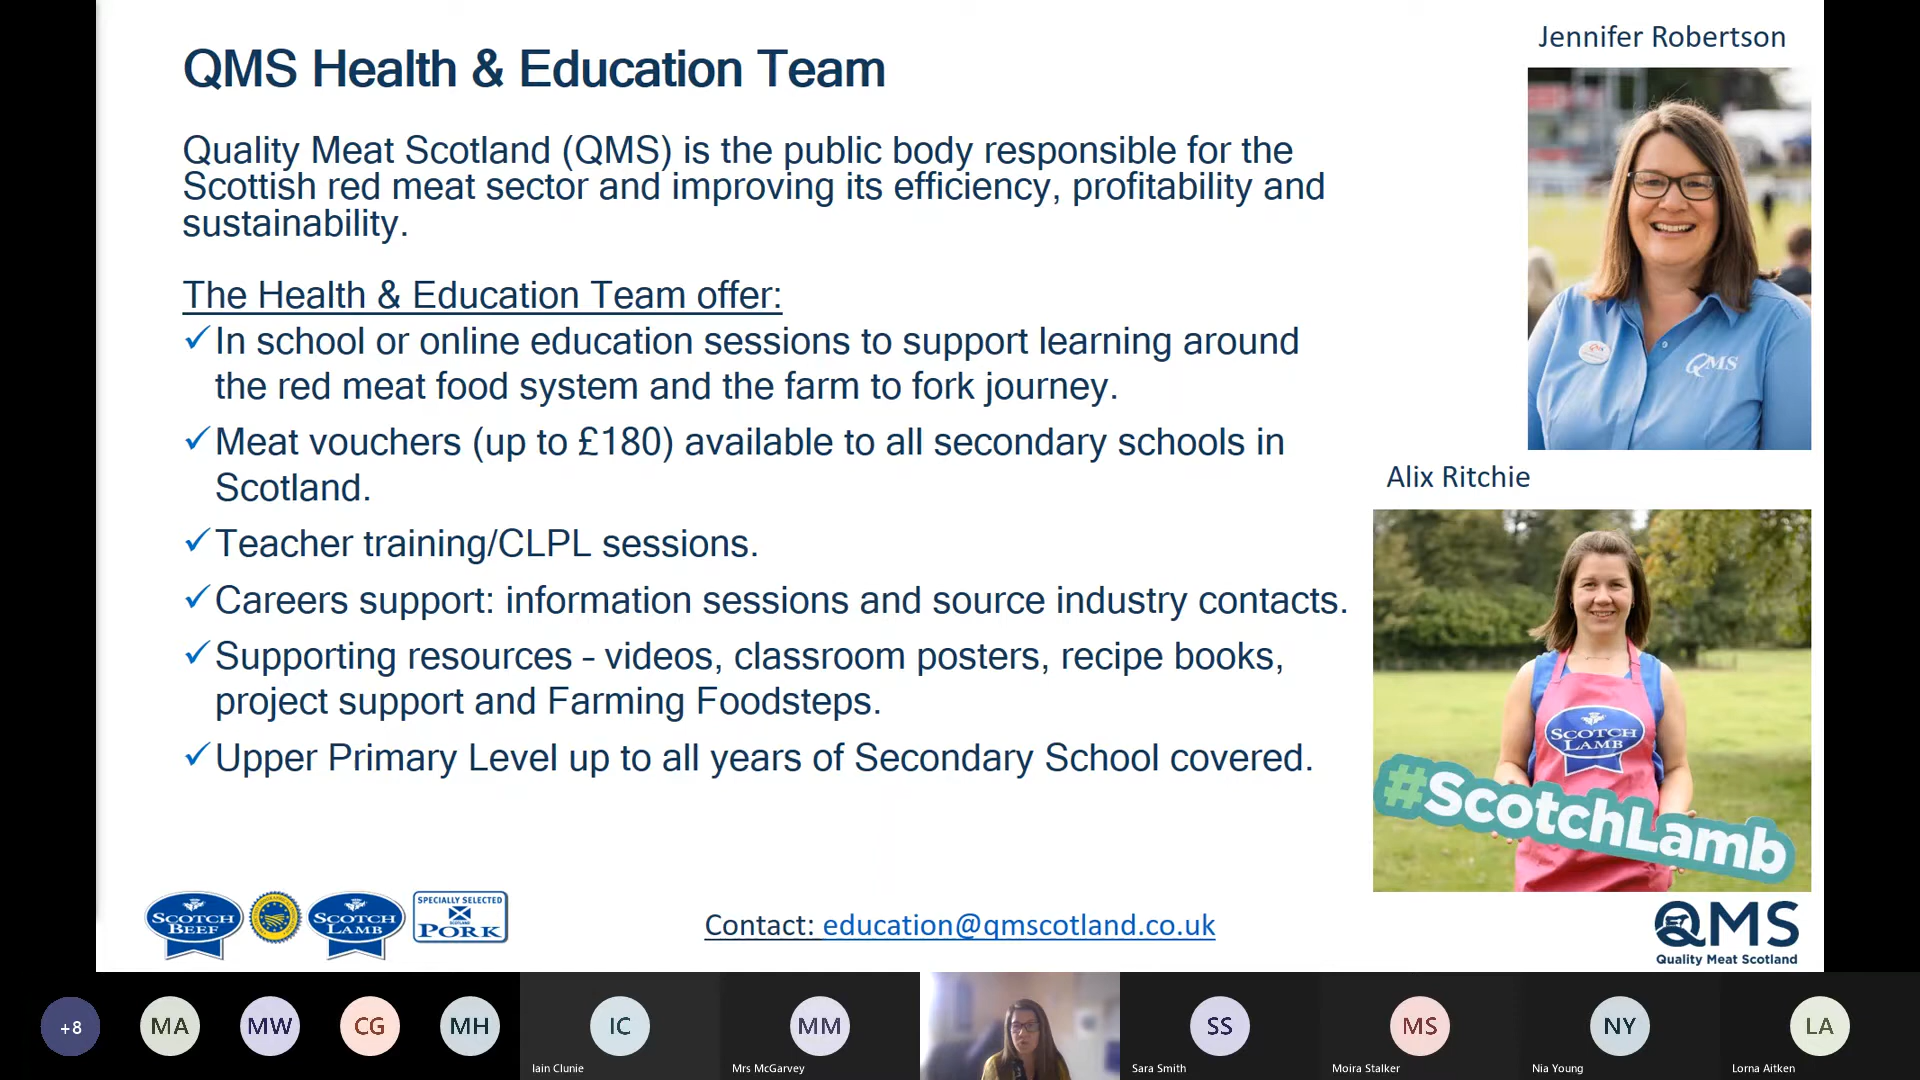 Jennifer Robertson
QMS Health & Education Team
Quality Meat Scotland (QMS) is the public body responsible for the
Scottish red meat sector and improving its efficiency, profitability and
sustainability.
The Health & Education Team offer:
✓In school or online education sessions to support learning around
the red meat food system and the farm to fork journey.
✓Meat vouchers (up to £180) available to all secondary schools in
Scotland.
✓Teacher training/CLPL sessions.
✓Careers support: information sessions and source industry contacts.
✓Supporting resources - videos, classroom posters, recipe books,
project support and Farming Foodsteps.
✓Upper Primary Level up to all years of Secondary School covered.
QMS
Alix Ritchie
SCOTCH
LAMB
#ScotchLamb
SCOTCH
BEEF
SCOTCH
LAMB
SPECIALLY SELECTED
SCOTLAND
PORK
Contact: education@qmscotland.co.uk
QMS
Quality Meat Scotland
+8
MA
MW
CG
MH
IC
Iain Clunie
MM
Mrs McGarvey
SS
Sara Smith
MS
Moira Stalker
NY
Nia Young
LA
Lorna Aitken